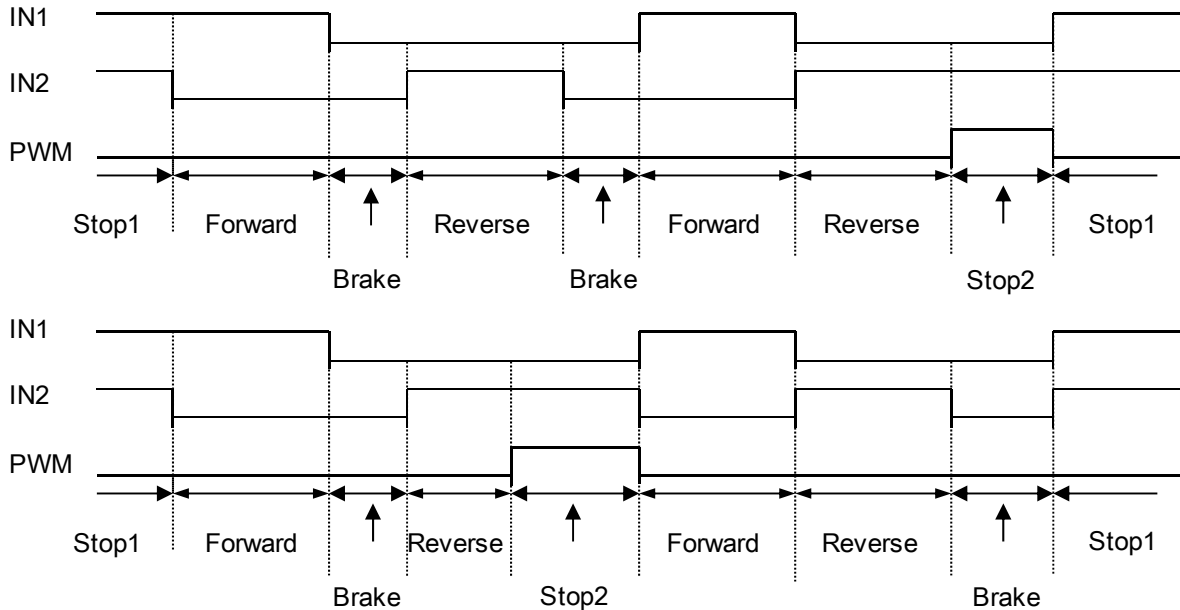 IN1
IN2
PWM
Stop1 Forward Reverse Forward Reverse Stop1
Brake Brake Stop2
IN1
IN2
PWM
Stop1 Forward Reverse Forward Reverse Stop1
Brake Stop2 Brake